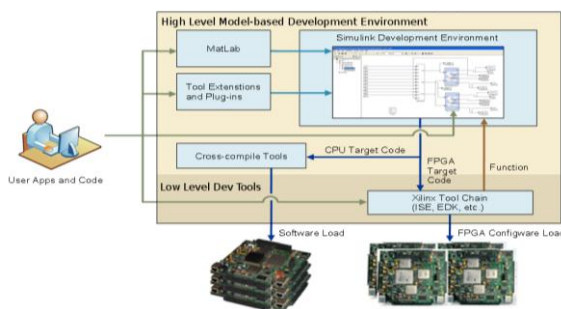 High Level Model-based Development Environment
Simulink Development Environment
MatLab
Tool Extenstions
and Plug-ins
User Apps and Code
Cross-compile Tools
CPU Target Code
FPGA
Target
Code
Function
Low Level Dev Tools
Xilinx Tool Chain
(ISE, EDK, etc.)
Software Load
FPGA Configware Load